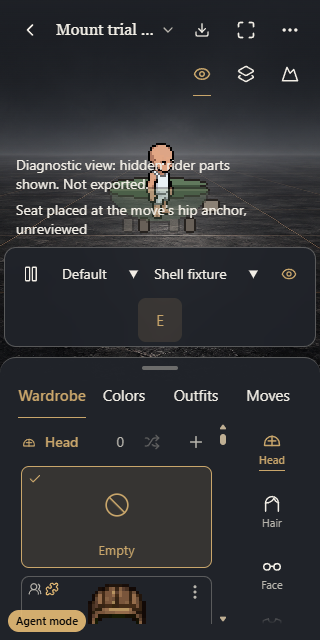 Mount trial ...
Diagnostic view: hidden rider parts
shown. Not exported.
Seat placed at the move's hip anchor,
unreviewed
Default
Shell fixture
E
Wardrobe
Colors
Outfits
Moves
Head
0
Head
Hair
Face
Empty
Agent mode